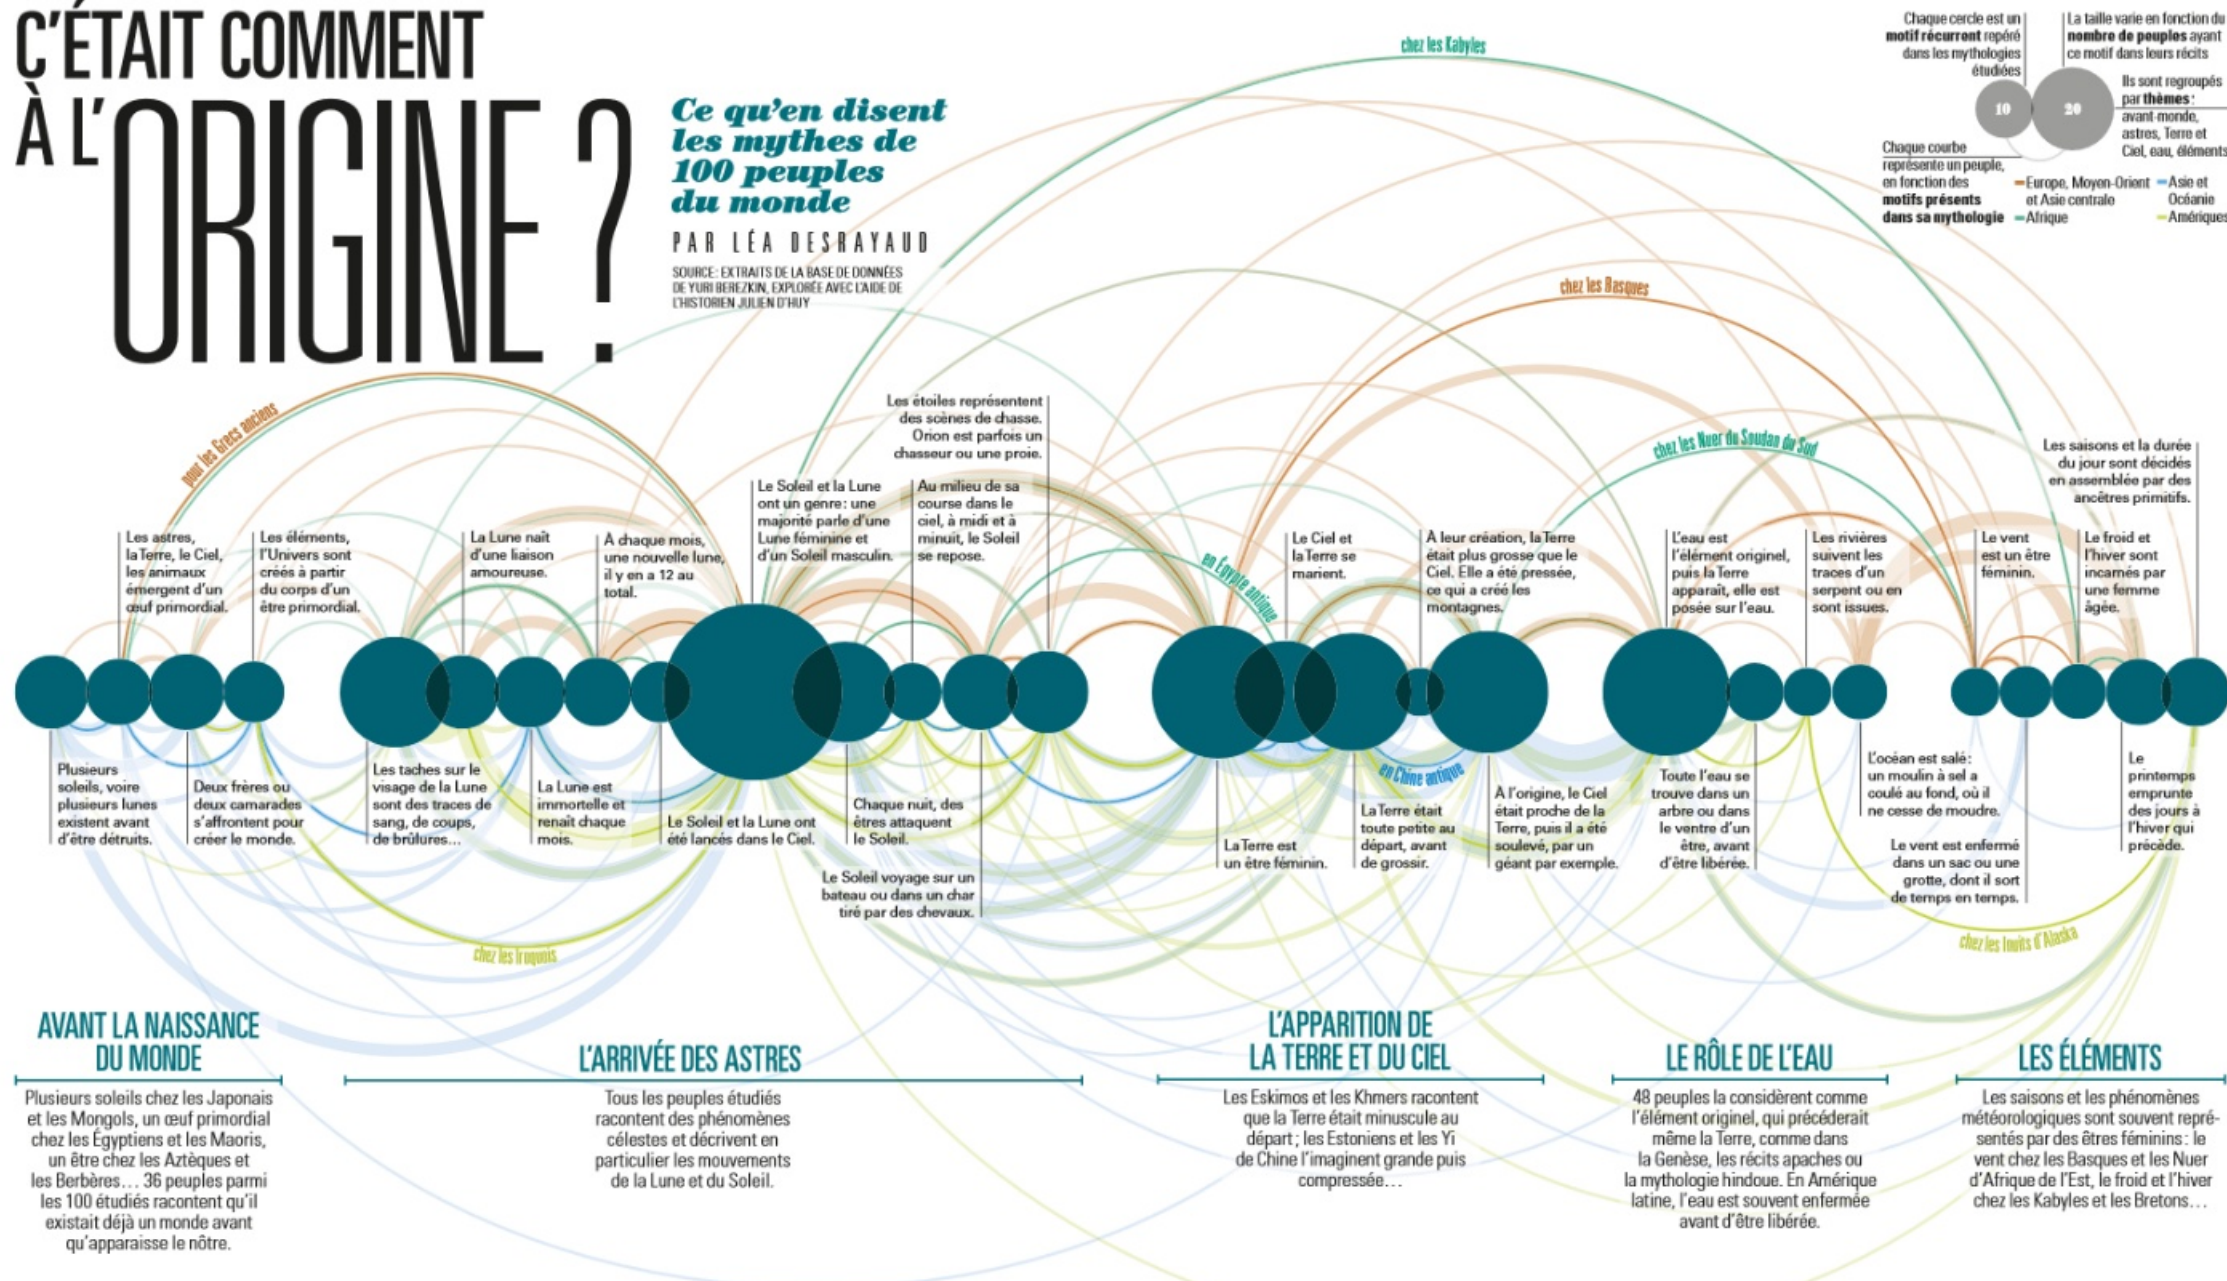 C'ÉTAIT COMMENT
À L'ORIGINE ?
Ce qu'en disent
les mythes de
100 peuples
du monde
PAR LÉA DESRAYAUD
SOURCE: EXTRAITS DE LA BASE DE DONNÉES
DE YURI BEREZKIN, EXPLORÉE AVEC L'AIDE DE
L'HISTORIEN JULIEN D'HUY
Chaque cercle est un
motif récurrent repéré
dans les mythologies
étudiées
La taille varie en fonction du
nombre de peuples ayant
ce motif dans leurs récits
Ils sont regroupés
par thèmes :
avant-monde,
astres, Terre et
Ciel, eau, éléments
10
20
Chaque courbe
représente un peuple,
en fonction des
motifs présents
dans sa mythologie
Europe, Moyen-Orient
et Asie centrale
Afrique
Asie et
Océanie
Amériques
chez les Kabyles
chez les Basques
pour les Grecs anciens
chez les Nuer du Soudan du Sud
en Égypte antique
Les astres,
la Terre, le Ciel,
les animaux
émergent d'un
œuf primordial.
Les éléments,
l'Univers sont
créés à partir
du corps d'un
être primordial.
La Lune naît
d'une liaison
amoureuse.
À chaque mois,
une nouvelle lune,
il y en a 12 au
total.
Le Soleil et la Lune
ont un genre : une
majorité parle d'une
Lune féminine et
d'un Soleil masculin.
Les étoiles représentent
des scènes de chasse.
Orion est parfois un
chasseur ou une proie.
Au milieu de sa
course dans le
ciel, à midi et à
minuit, le Soleil
se repose.
Le Ciel et
la Terre se
marient.
À leur création, la Terre
était plus grosse que le
Ciel. Elle a été pressée,
ce qui a créé les
montagnes.
L'eau est
l'élément originel,
puis la Terre
apparaît, elle est
posée sur l'eau.
Les rivières
suivent les
traces d'un
serpent ou en
sont issues.
Le vent
est un être
féminin.
Les saisons et la durée
du jour sont décidés
en assemblée par des
ancêtres primitifs.
Le froid et
l'hiver sont
incarnés par
une femme
âgée.
Plusieurs
soleils, voire
plusieurs lunes
existent avant
d'être détruits.
Deux frères ou
deux camarades
s'affrontent pour
créer le monde.
Les taches sur le
visage de la Lune
sont des traces de
sang, de coups,
de brûlures...
La Lune est
immortelle et
renaît chaque
mois.
Le Soleil et la Lune ont
été lancés dans le Ciel.
Chaque nuit, des
êtres attaquent
le Soleil.
Le Soleil voyage sur un
bateau ou dans un char
tiré par des chevaux.
La Terre est
un être féminin.
en Chine antique
La Terre était
toute petite au
départ, avant
de grossir.
À l'origine, le Ciel
était proche de la
Terre, puis il a été
soulevé, par un
géant par exemple.
Toute l'eau se
trouve dans un
arbre ou dans
le ventre d'un
être, avant
d'être libérée.
L'océan est salé :
un moulin à sel a
coulé au fond, où il
ne cesse de moudre.
Le vent est enfermé
dans un sac ou une
grotte, dont il sort
de temps en temps.
Le
printemps
emprunte
des jours à
l'hiver qui
précède.
chez les Iroquois
chez les Inuits d'Alaska
AVANT LA NAISSANCE
DU MONDE
Plusieurs soleils chez les Japonais
et les Mongols, un œuf primordial
chez les Égyptiens et les Maoris,
un être chez les Aztèques et
les Berbères... 36 peuples parmi
les 100 étudiés racontent qu'il
existait déjà un monde avant
qu'apparaisse le nôtre.
L'ARRIVÉE DES ASTRES
Tous les peuples étudiés
racontent des phénomènes
célestes et décrivent en
particulier les mouvements
de la Lune et du Soleil.
L'APPARITION DE
LA TERRE ET DU CIEL
Les Eskimos et les Khmers racontent
que la Terre était minuscule au
départ ; les Estoniens et les Yi
de Chine l'imaginent grande puis
compressée...
LE RÔLE DE L'EAU
48 peuples la considèrent comme
l'élément originel, qui précéderait
même la Terre, comme dans
la Genèse, les récits apaches ou
la mythologie hindoue. En Amérique
latine, l'eau est souvent enfermée
avant d'être libérée.
LES ÉLÉMENTS
Les saisons et les phénomènes
météorologiques sont souvent repré-
sentés par des êtres féminins : le
vent chez les Basques et les Nuer
d'Afrique de l'Est, le froid et l'hiver
chez les Kabyles et les Bretons...